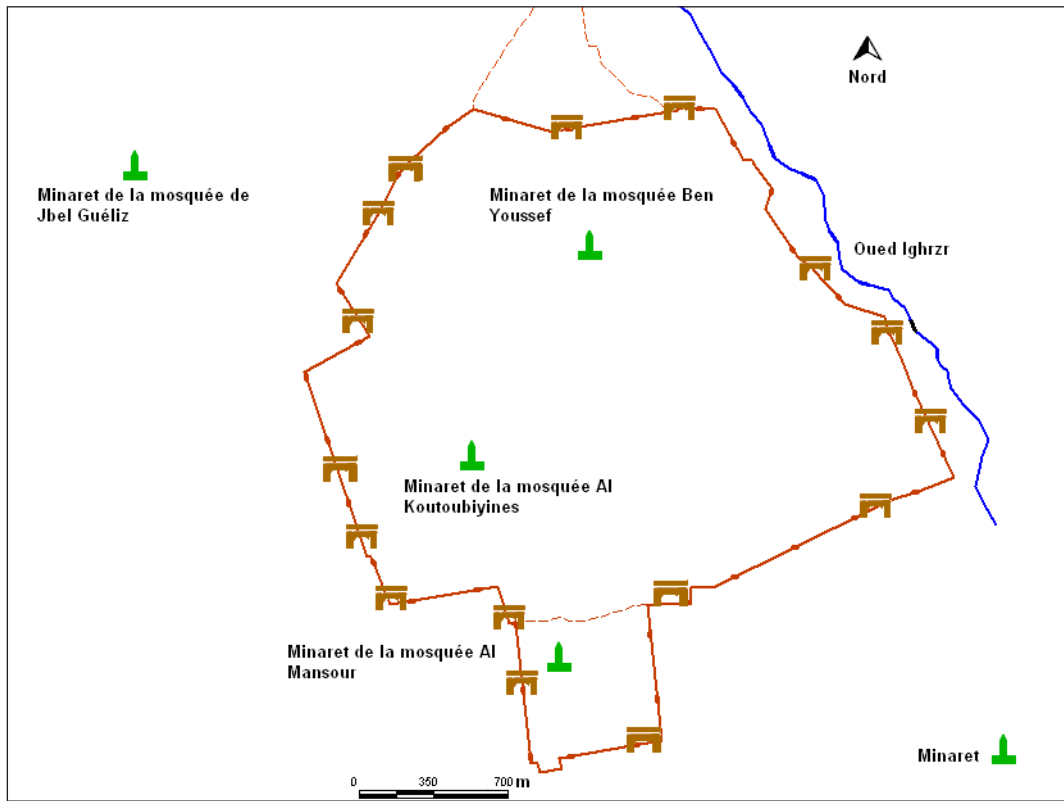 Nord
Minaret de la mosquée de
Jbel Guéliz
Minaret de la mosquée Ben
Youssef
Oued Ighrzr
Minaret de la mosquée Al
Koutoubiyines
Minaret de la mosquée Al
Mansour
Minaret
0 350 700 m